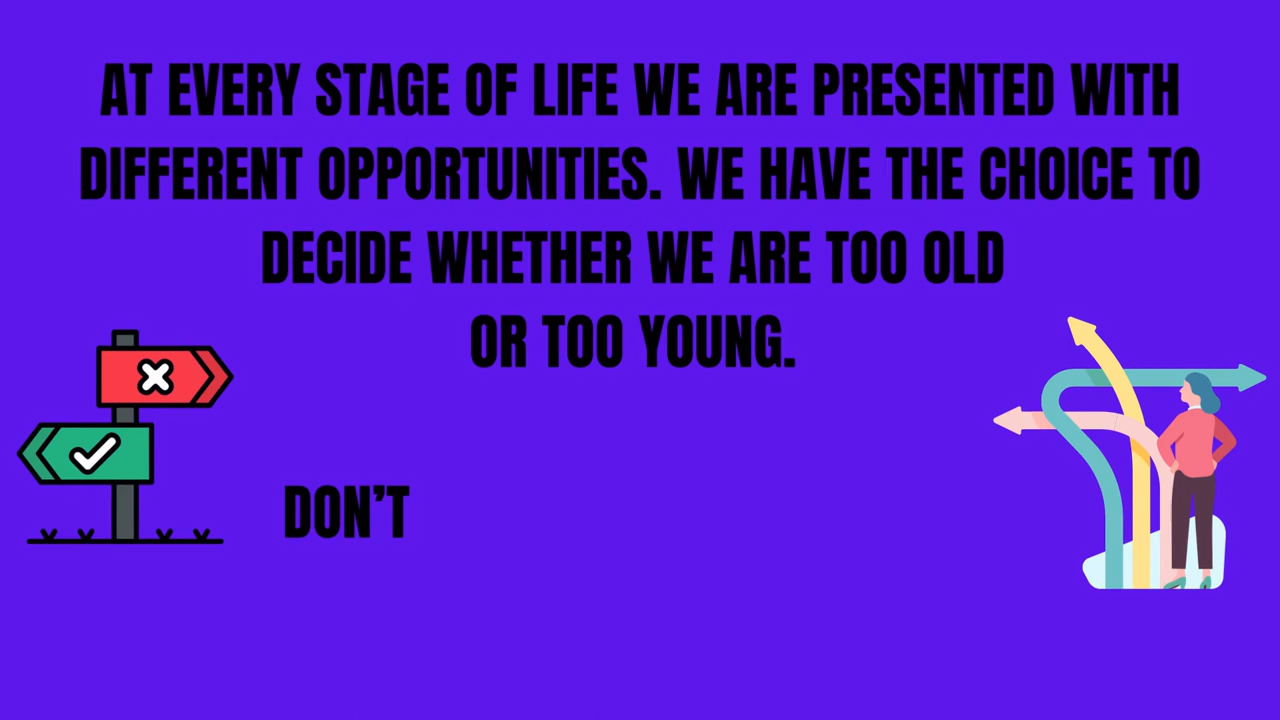 AT EVERY STAGE OF LIFE WE ARE PRESENTED WITH
DIFFERENT OPPORTUNITIES. WE HAVE THE CHOICE TO
DECIDE WHETHER WE ARE TOO OLD
OR TOO YOUNG.
DON'T